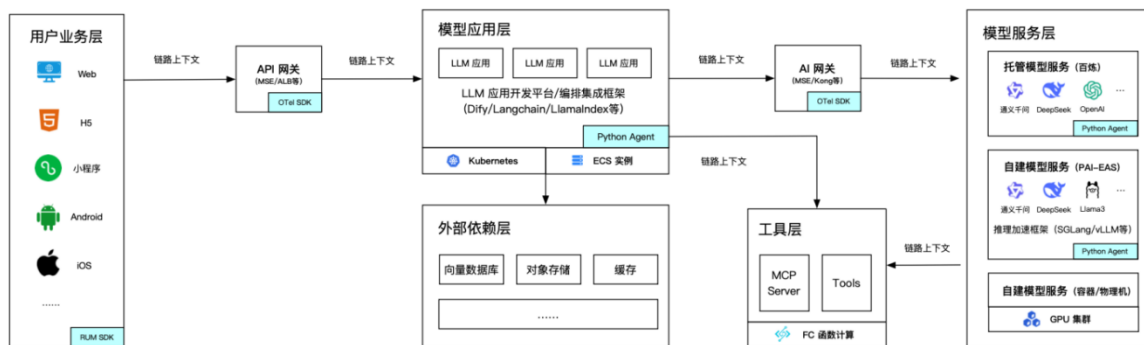 用户业务层
Web
H5
小程序
Android
iOS
......
RUM SDK
链路上下文
API 网关
(MSE/ALB等)
OTel SDK
链路上下文
模型应用层
LLM 应用
LLM 应用
LLM 应用
LLM 应用开发平台/编排集成框架
(Dify/Langchain/LlamaIndex等)
Python Agent
Kubernetes
ECS 实例
链路上下文
AI 网关
(MSE/Kong等)
OTel SDK
链路上下文
链路上下文
外部依赖层
向量数据库
对象存储
缓存
......
工具层
MCP
Server
Tools
FC 函数计算
链路上下文
模型服务层
托管模型服务（百炼）
通义千问
DeepSeek
OpenAI
...
Python Agent
自建模型服务（PAI-EAS）
通义千问
DeepSeek
Llama3
...
推理加速框架（SGLang/vLLM等）
Python Agent
自建模型服务（容器/物理机）
GPU 集群